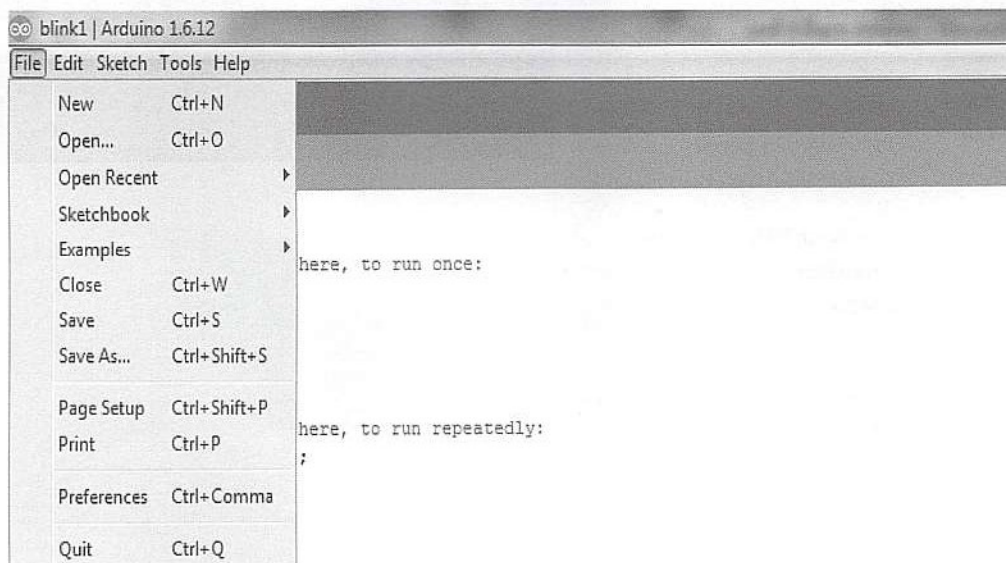 blink1 | Arduino 1.6.12
File Edit Sketch Tools Help
New Ctrl+N
Open... Ctrl+O
Open Recent
Sketchbook
Examples
here, to run once:
Close Ctrl+W
Save Ctrl+S
Save As... Ctrl+Shift+S
Page Setup Ctrl+Shift+P
here, to run repeatedly:
Print Ctrl+P
;
Preferences Ctrl+Comma
Quit Ctrl+Q